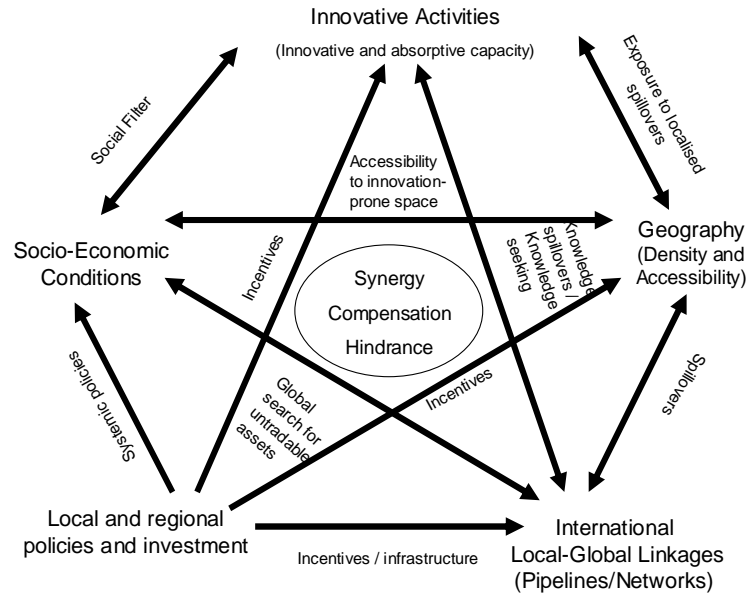 Innovative Activities
(Innovative and absorptive capacity)
Social Filter
Exposure to localised
spillovers
Accessibility
to innovation-
prone space
Socio-Economic
Conditions
Geography
(Density and
Accessibility)
Incentives
Knowledge
spillovers /
Knowledge
seeking
Synergy
Compensation
Hindrance
Systemic policies
Global
search for
untradable
assets
Incentives
Spillovers
Local and regional
policies and investment
Incentives / infrastructure
International
Local-Global Linkages
(Pipelines/Networks)